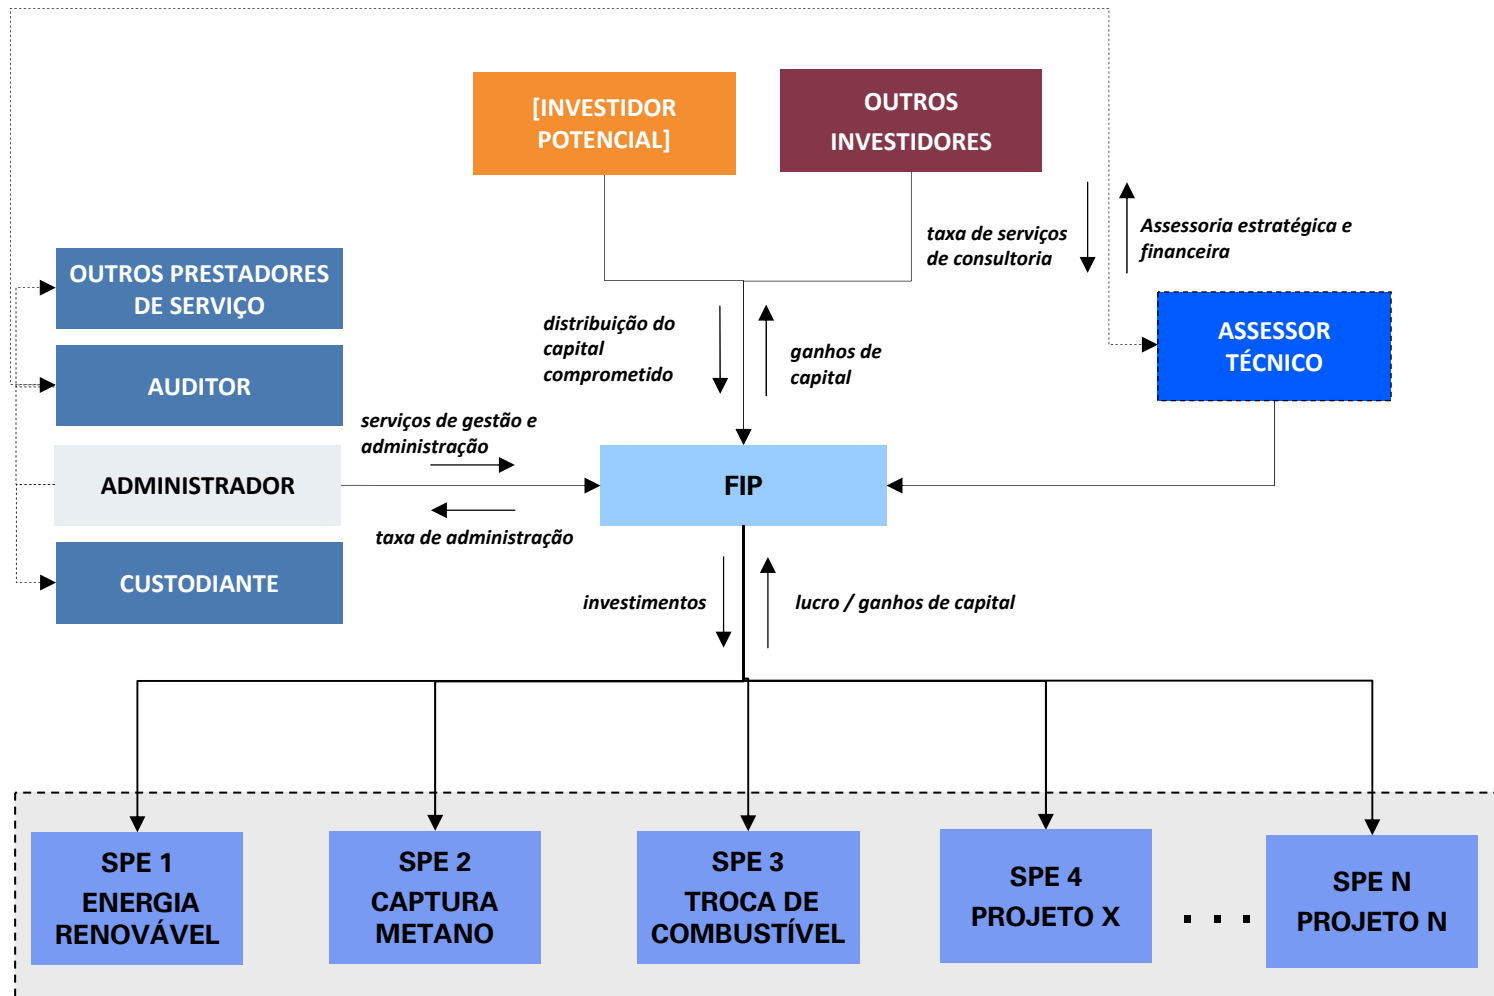 [INVESTIDOR
POTENCIAL]
OUTROS
INVESTIDORES
taxa de serviços
de consultoria
Assessoria estratégica e
financeira
OUTROS PRESTADORES
DE SERVIÇO
AUDITOR
ADMINISTRADOR
CUSTODIANTE
distribuição do
capital
comprometido
ganhos de
capital
ASSESSOR
TÉCNICO
serviços de gestão e
administração
taxa de administração
FIP
investimentos
lucro / ganhos de capital
SPE 1
ENERGIA
RENOVÁVEL
SPE 2
CAPTURA
METANO
SPE 3
TROCA DE
COMBUSTÍVEL
SPE 4
PROJETO X
. . .
SPE N
PROJETO N